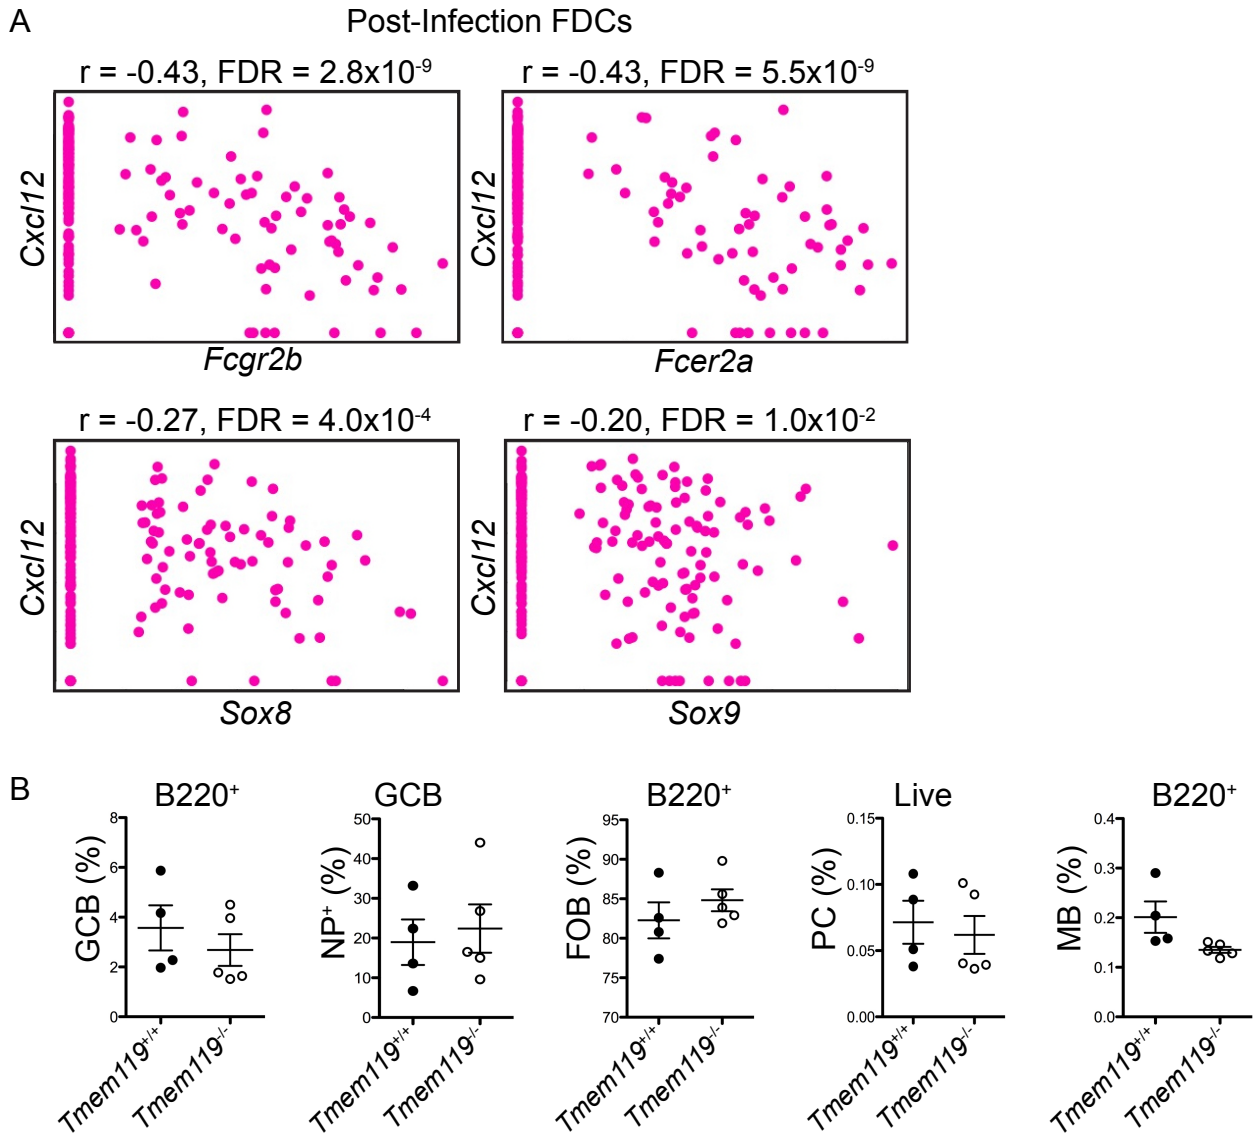 A
Post-Infection FDCs
r = -0.43, FDR = 2.8x10⁻⁹
r = -0.43, FDR = 5.5x10⁻⁹
Cxcl12
Cxcl12
Fcgr2b
Fcer2a
r = -0.27, FDR = 4.0x10⁻⁴
r = -0.20, FDR = 1.0x10⁻²
Cxcl12
Cxcl12
Sox8
Sox9
B
B220⁺
GCB (%)
8
6
4
2
0
Tmem119⁺/⁺
Tmem119⁻/⁻
GCB
NP⁺ (%)
50
40
30
20
10
0
Tmem119⁺/⁺
Tmem119⁻/⁻
B220⁺
FOB (%)
95
90
85
80
75
70
Tmem119⁺/⁺
Tmem119⁻/⁻
Live
PC (%)
0.15
0.10
0.05
0.00
Tmem119⁺/⁺
Tmem119⁻/⁻
B220⁺
MB (%)
0.4
0.3
0.2
0.1
0.0
Tmem119⁺/⁺
Tmem119⁻/⁻